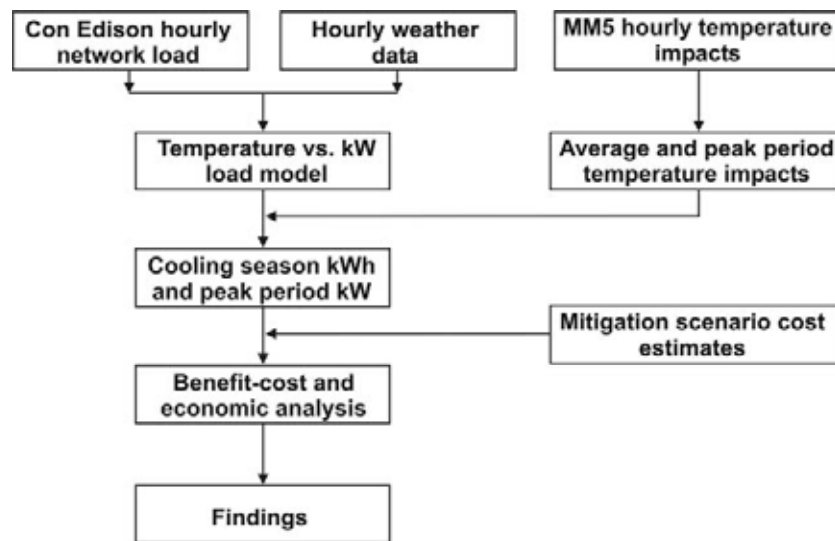 Con Edison hourly
network load
Hourly weather
data
MM5 hourly temperature
impacts
Temperature vs. kW
load model
Average and peak period
temperature impacts
Cooling season kWh
and peak period kW
Mitigation scenario cost
estimates
Benefit-cost and
economic analysis
Findings